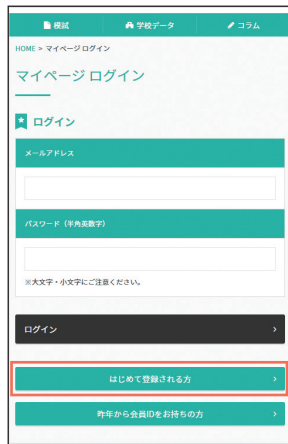 模試 学校データ コラム
HOME > マイページ ログイン
マイページ ログイン
ログイン
メールアドレス
パスワード（半角英数字）
※大文字・小文字にご注意ください。
ログイン
はじめて登録される方
昨年から会員IDをお持ちの方